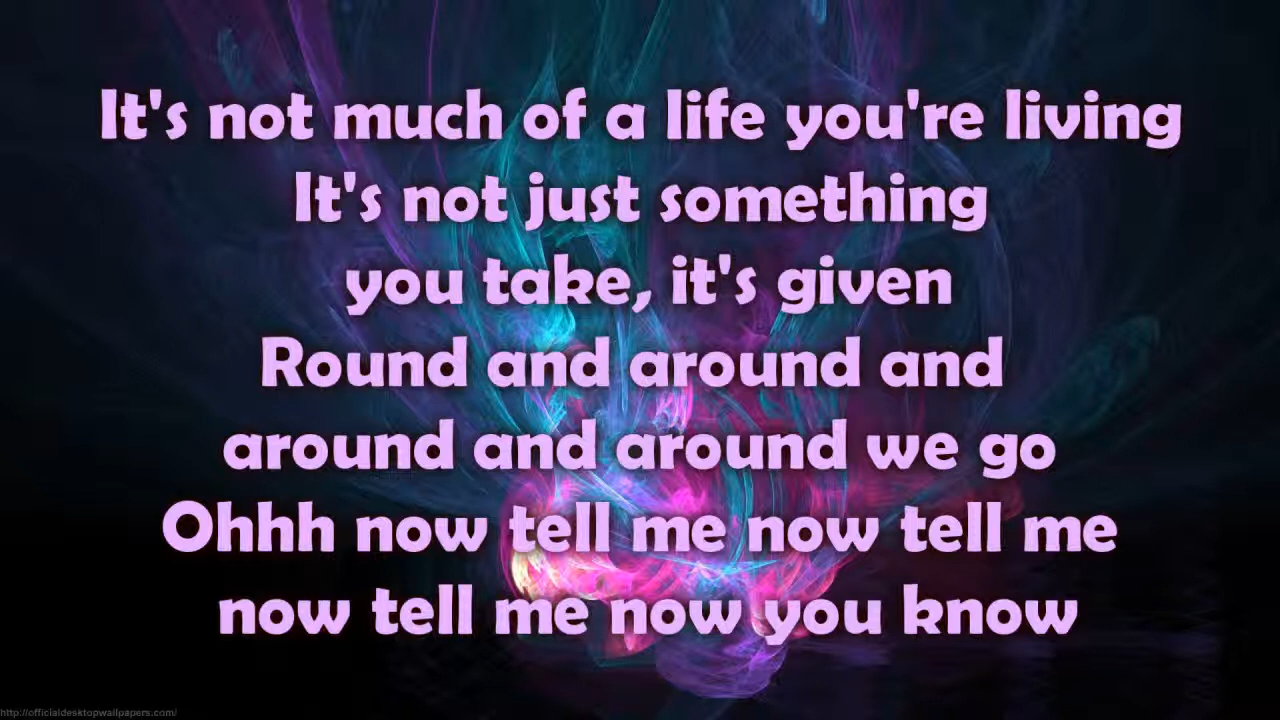 It's not much of a life you're living
It's not just something
you take, it's given
Round and around and
around and around we go
Ohhh now tell me now tell me
now tell me now you know
http://officialdesktopwallpapers.com/